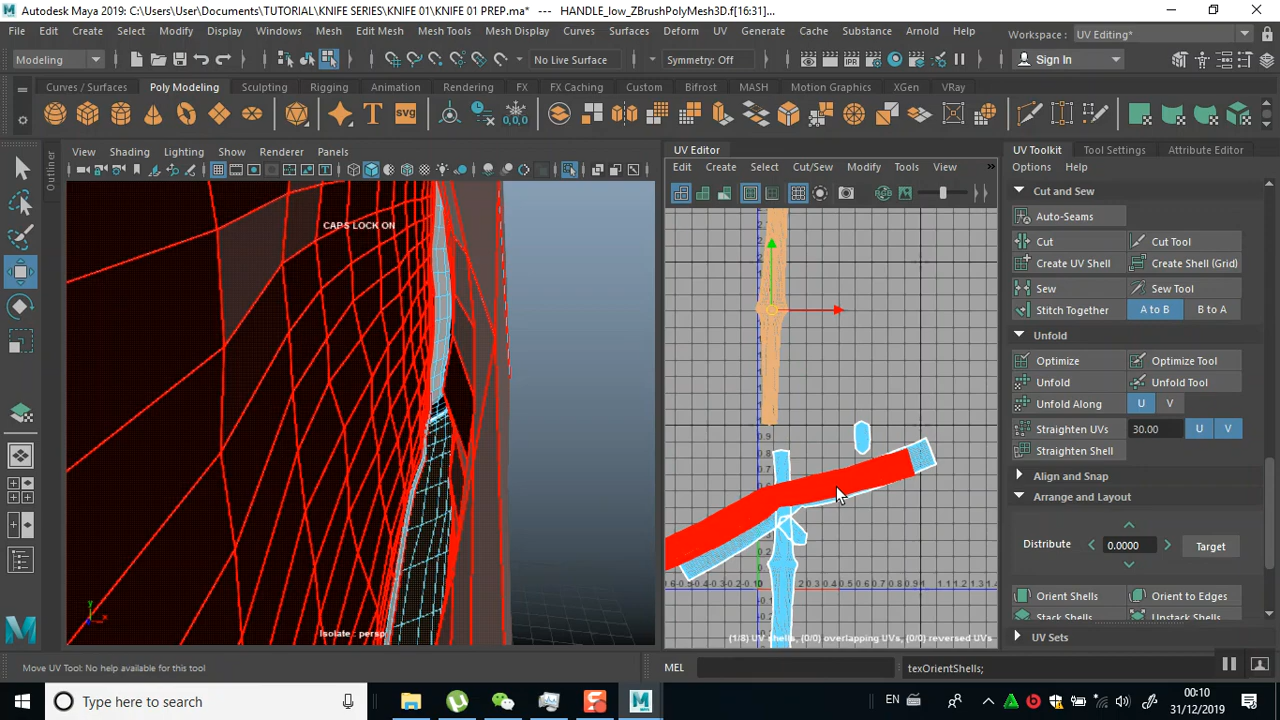 Autodesk Maya 2019: C:\Users\User\Documents\TUTORIAL\KNIFE SERIES\KNIFE 01\KNIFE 01 PREP.ma* --- HANDLE_low_ZBrushPolyMesh3D.f[16:31]...
File Edit Create Select Modify Display Windows Mesh Edit Mesh Mesh Tools Mesh Display Curves Surfaces Deform UV Generate Cache Substance Arnold Help Workspace : UV Editing*
Modeling No Live Surface Symmetry: Off Sign In
Curves / Surfaces Poly Modeling Sculpting Rigging Animation Rendering FX FX Caching Custom Bifrost MASH Motion Graphics XGen VRay
SVG 0,0,0
Outliner
View Shading Lighting Show Renderer Panels
CAPS LOCK ON
Isolate : persp
UV Editor
Edit Create Select Cut/Sew Modify Tools View »
(1/8) UV shells, (0/0) overlapping UVs, (0/0) reversed UVs
UV Toolkit Tool Settings Attribute Editor
Options Help
Cut and Sew
Auto-Seams
Cut Cut Tool
Create UV Shell Create Shell (Grid)
Sew Sew Tool
Stitch Together A to B B to A
Unfold
Optimize Optimize Tool
Unfold Unfold Tool
Unfold Along U V
Straighten UVs 30.00 U V
Straighten Shell
Align and Snap
Arrange and Layout
Distribute 0.0000 Target
Orient Shells Orient to Edges
Stack Shells Unstack Shells
UV Sets
Move UV Tool: No help available for this tool MEL texOrientShells;
Type here to search EN 00:10
31/12/2019